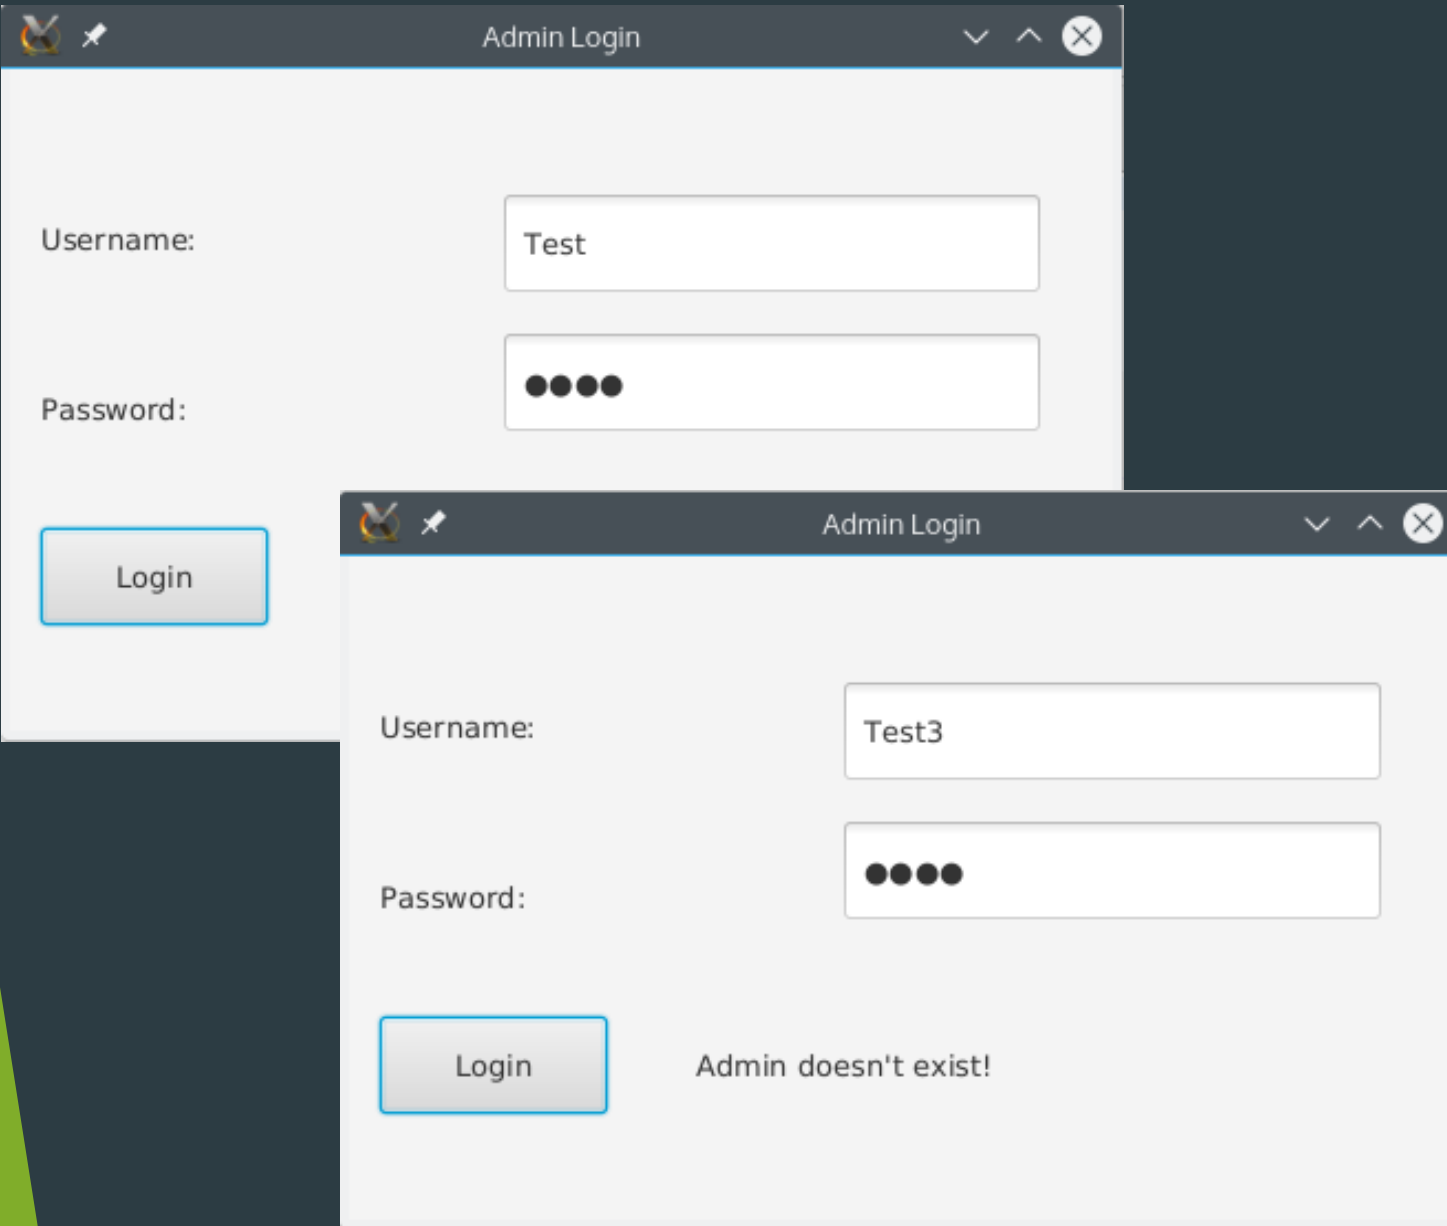 Admin Login
Username:
Test
Password:
●●●●
Login
Admin Login
Username:
Test3
Password:
●●●●
Login
Admin doesn't exist!